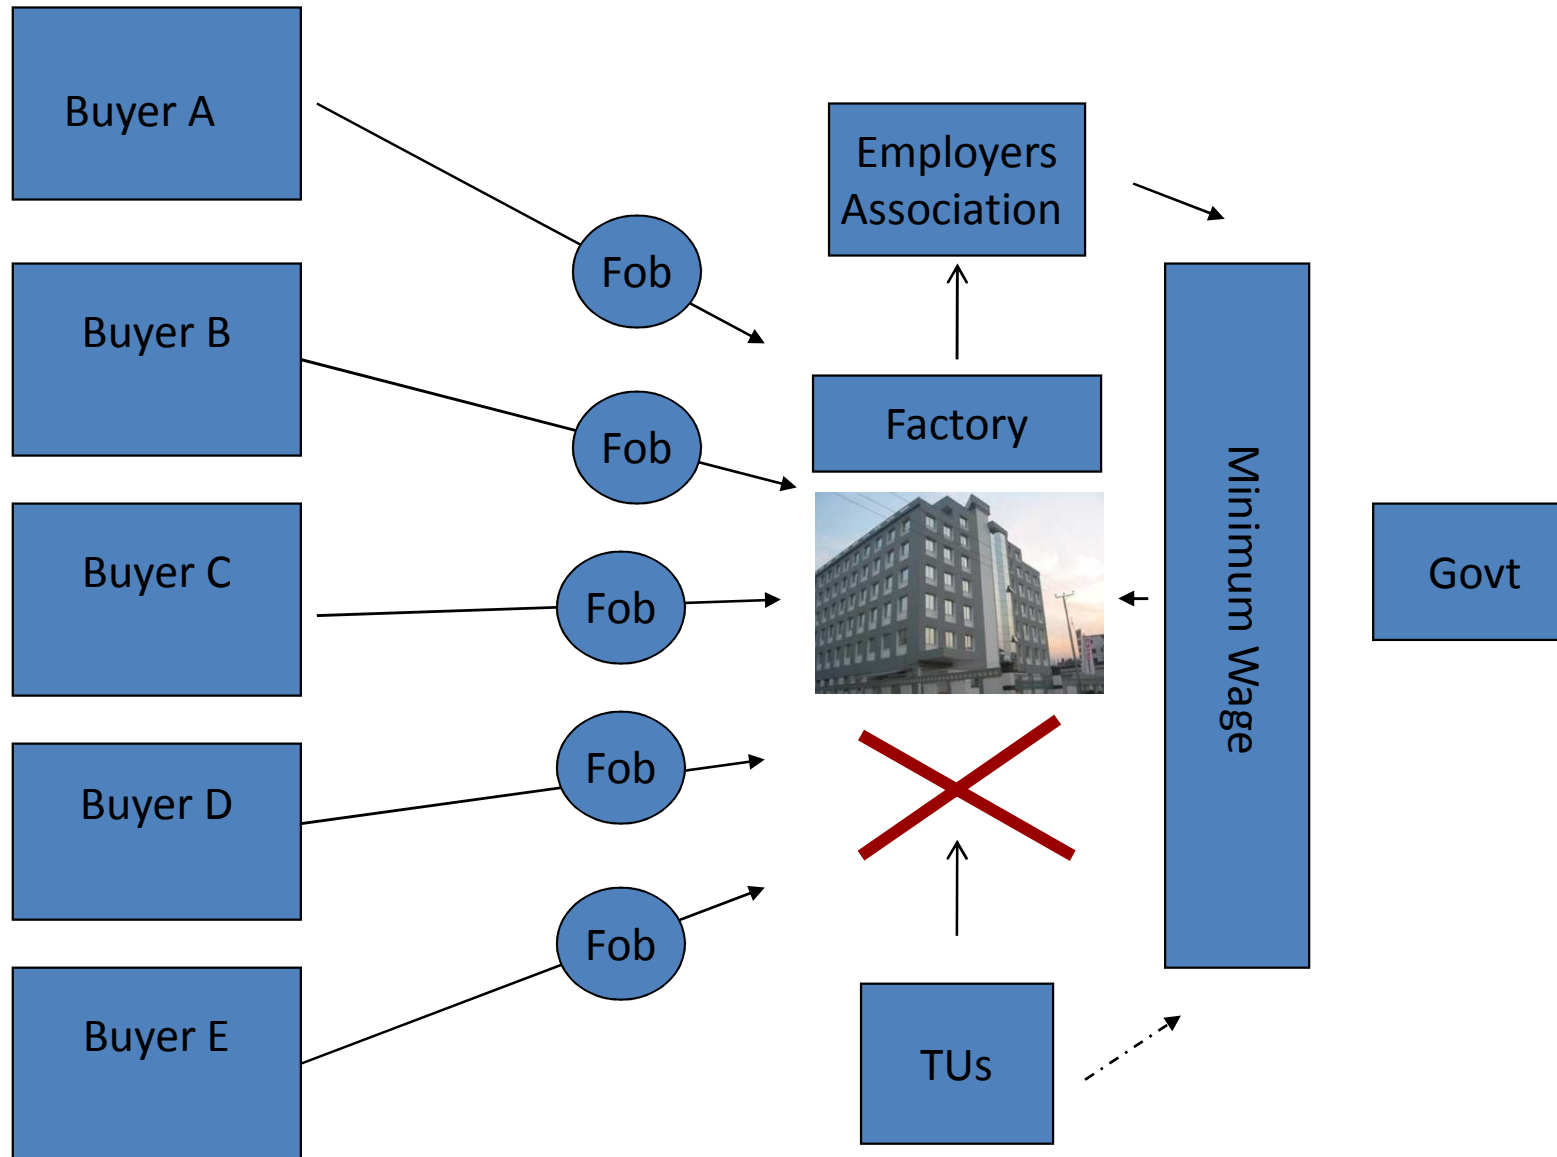 Buyer A
Buyer B
Buyer C
Buyer D
Buyer E
Fob
Fob
Fob
Fob
Fob
Employers
Association
Factory
TUs
Minimum Wage
Govt